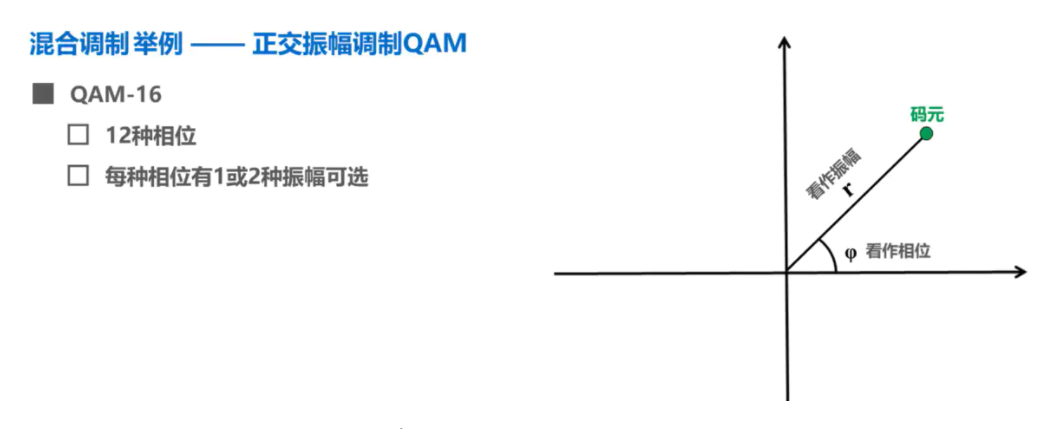 混合调制 举例 —— 正交振幅调制QAM
QAM-16
12种相位
每种相位有1或2种振幅可选
码元
看作振幅
r
φ 看作相位